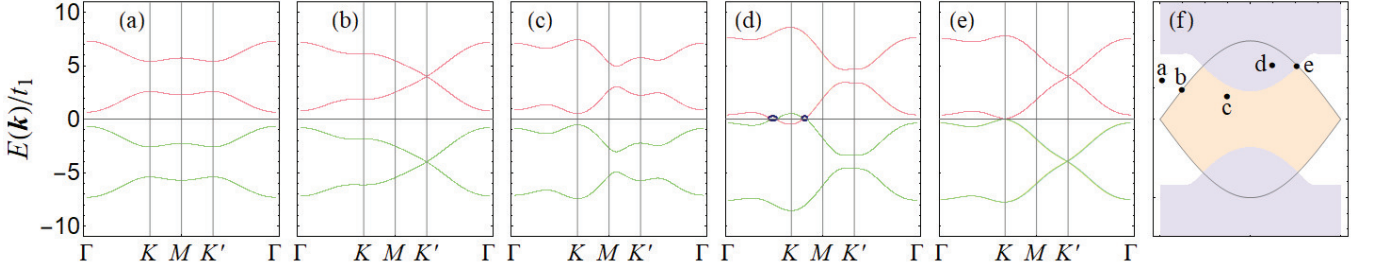 (a) (b) (c) (d) (e) (f)
E(k)/t₁
10
5
0
−5
−10
a
b
c
d
e
Γ K M K′ Γ
Γ K M K′ Γ
Γ K M K′ Γ
Γ K M K′ Γ
Γ K M K′ Γ